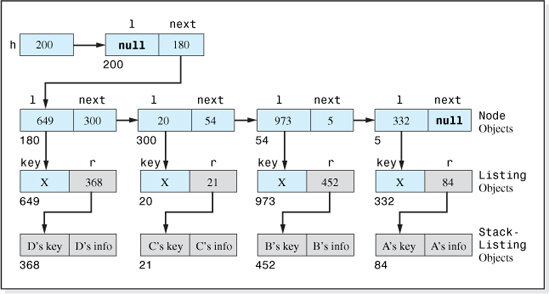 l next
h 200 null 180
200
l next l next l next l next
649 300 20 54 973 5 332 null Node
Objects
180 300 54 5
key r key r key r key r
X 368 X 21 X 452 X 84 Listing
Objects
649 20 973 332
Stack-
D's key D's info C's key C's info B's key B's info A's key A's info Listing
Objects
368 21 452 84